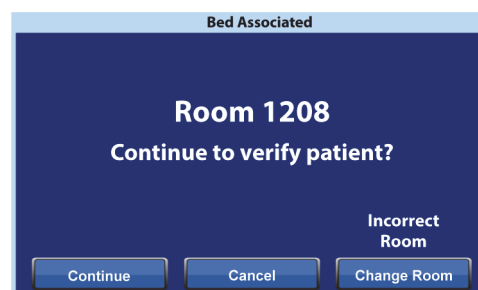 Bed Associated
Room 1208
Continue to verify patient?
Incorrect
Room
Continue
Cancel
Change Room